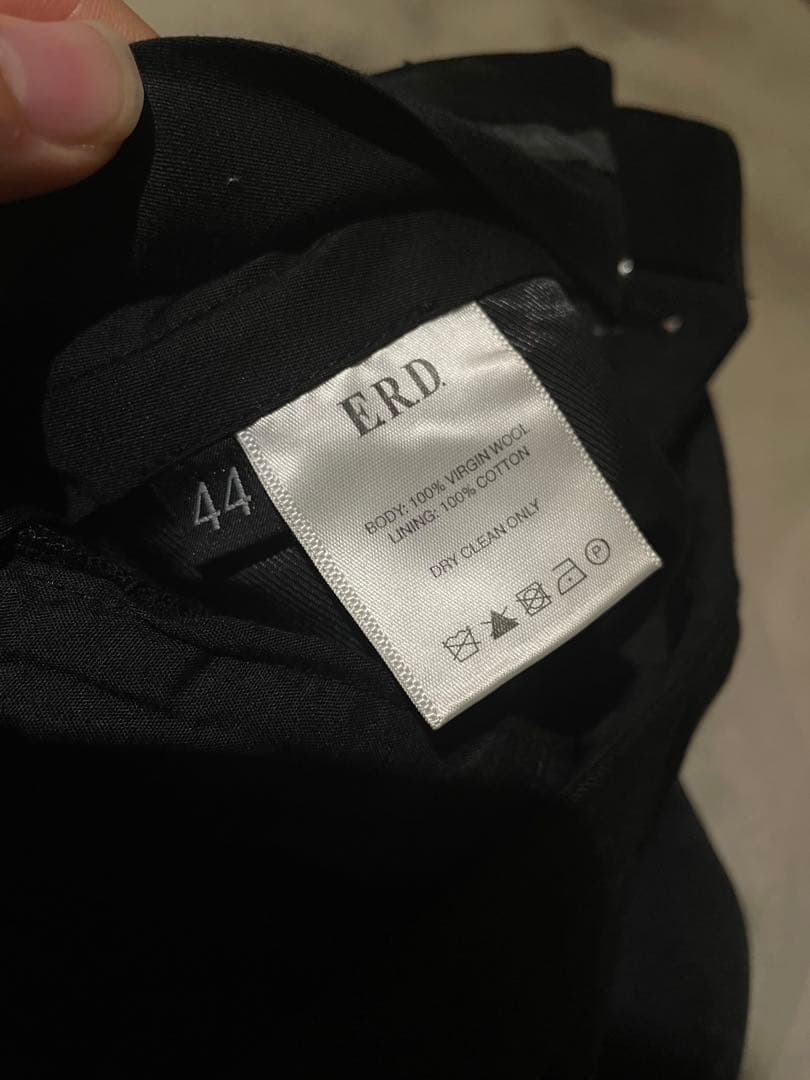 E.R.D.
44
BODY: 100% VIRGIN WOOL
LINING: 100% COTTON
DRY CLEAN ONLY
P